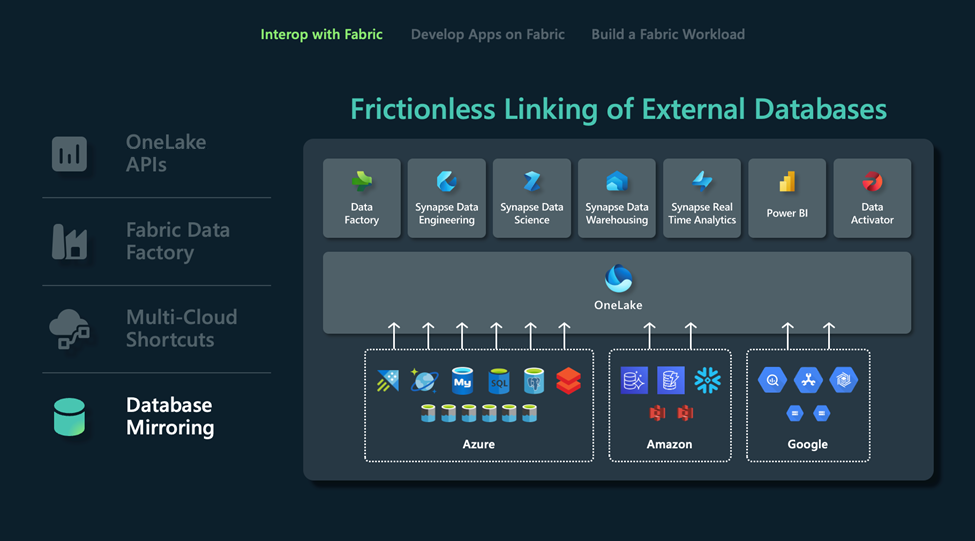 Interop with Fabric
Develop Apps on Fabric
Build a Fabric Workload
Frictionless Linking of External Databases
OneLake
APIs
Fabric Data
Factory
Multi-Cloud
Shortcuts
Database
Mirroring
Data
Factory
Synapse Data
Engineering
Synapse Data
Science
Synapse Data
Warehousing
Synapse Real
Time Analytics
Power BI
Data
Activator
OneLake
My
SQL
Azure
Amazon
Google